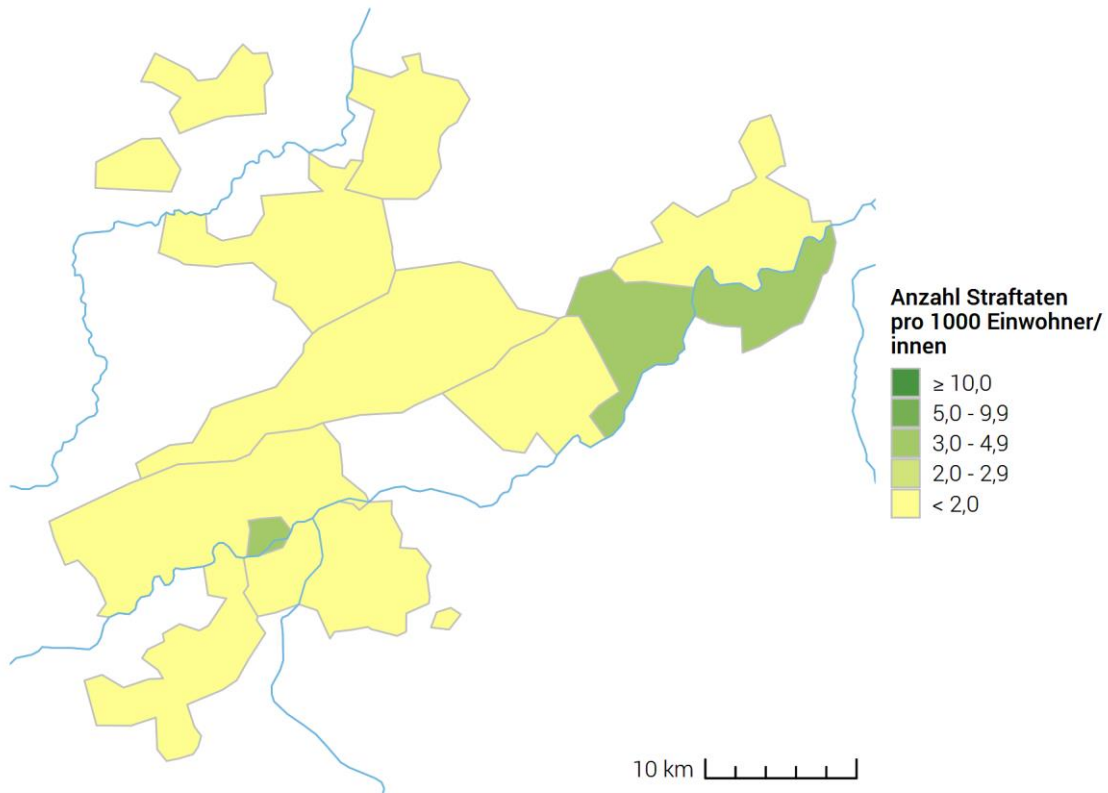 Anzahl Straftaten
pro 1000 Einwohner/
innen
≥ 10,0
5,0 - 9,9
3,0 - 4,9
2,0 - 2,9
< 2,0
10 km